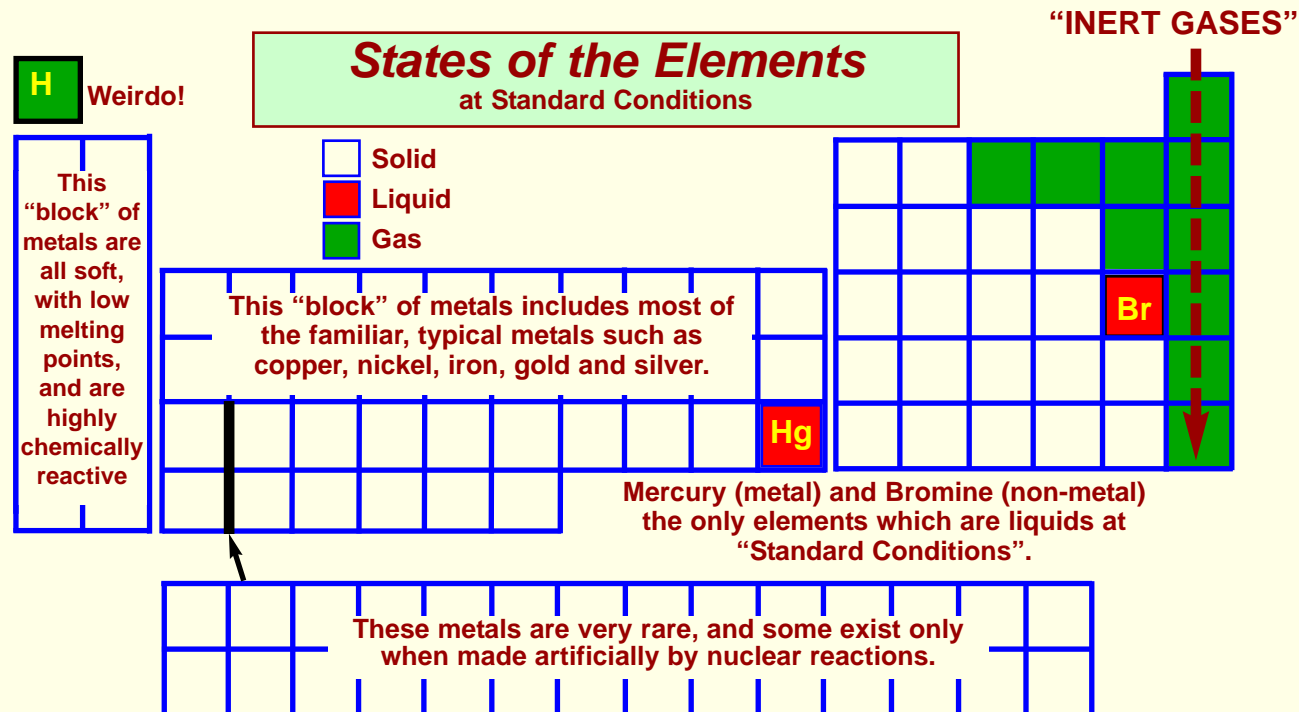 “INERT GASES”
States of the Elements
at Standard Conditions
H
Weirdo!
Solid
Liquid
Gas
This
“block” of
metals are
all soft,
with low
melting
points,
and are
highly
chemically
reactive
This “block” of metals includes most of
the familiar, typical metals such as
copper, nickel, iron, gold and silver.
Br
Hg
Mercury (metal) and Bromine (non-metal)
the only elements which are liquids at
“Standard Conditions”.
These metals are very rare, and some exist only
when made artificially by nuclear reactions.